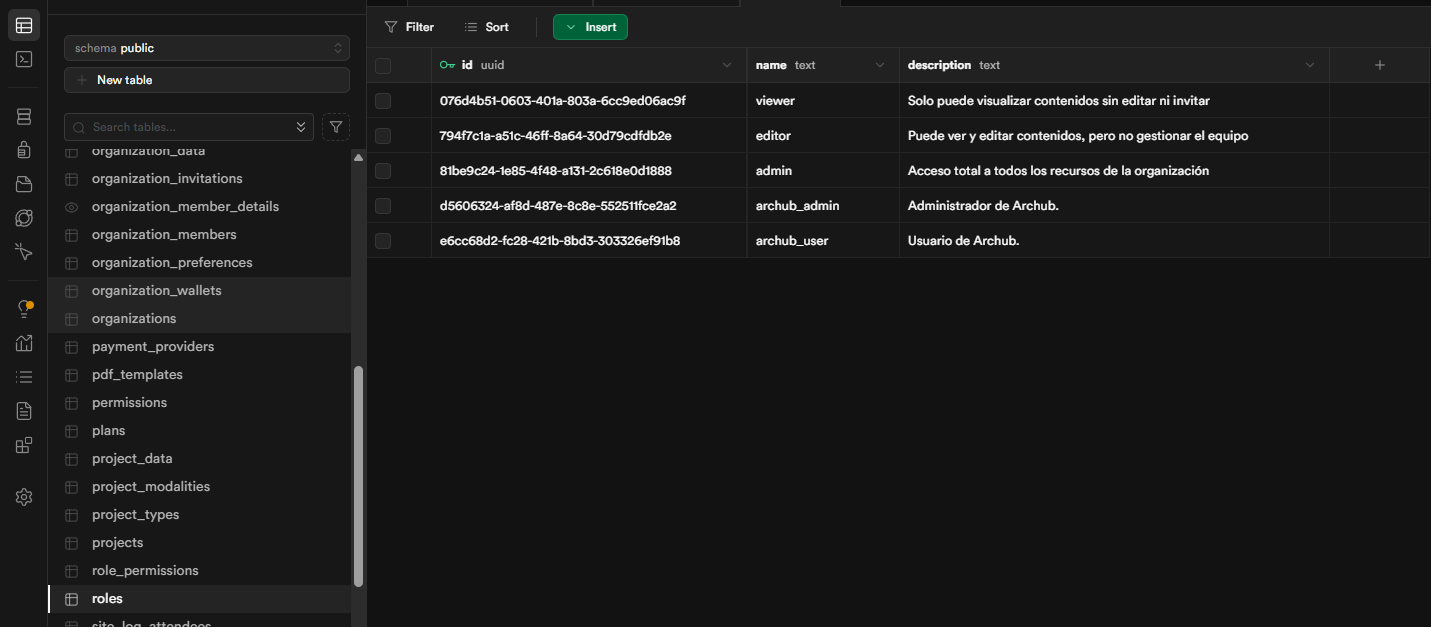 schema public
New table
Search tables...
organization_data
organization_invitations
organization_member_details
organization_members
organization_preferences
organization_wallets
organizations
payment_providers
pdf_templates
permissions
plans
project_data
project_modalities
project_types
projects
role_permissions
roles
site_log_attendees
Filter Sort Insert
id uuid name text description text
076d4b51-0603-401a-803a-6cc9ed06ac9f viewer Solo puede visualizar contenidos sin editar ni invitar
794f7c1a-a51c-46ff-8a64-30d79cdfdb2e editor Puede ver y editar contenidos, pero no gestionar el equipo
81be9c24-1e85-4f48-a131-2c618e0d1888 admin Acceso total a todos los recursos de la organización
d5606324-af8d-487e-8c8e-552511fce2a2 archub_admin Administrador de Archub.
e6cc68d2-fc28-421b-8bd3-303326ef91b8 archub_user Usuario de Archub.